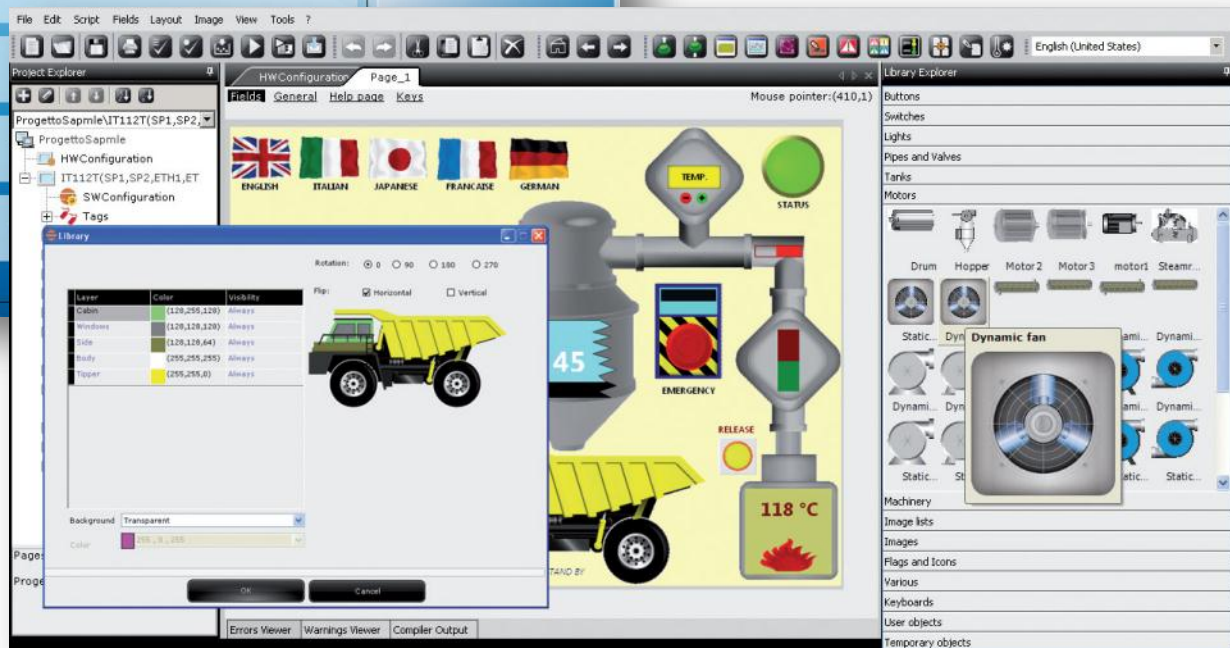 File Edit Script Fields Layout Image View Tools ?
English (United States)
Project Explorer
ProgettoSapmle\IT112T(SP1,SP2,
ProgettoSapmle
HWConfiguration
IT112T(SP1,SP2,ETH1,ET
SWConfiguration
Tags
HWConfiguration Page_1
Fields General Help page Keys
Mouse pointer:(410,1)
ENGLISH ITALIAN JAPANESE FRANCAISE GERMAN
TEMP.
STATUS
45
EMERGENCY
RELEASE
118 °C
TAND BY
Library
Rotation: 0 90 180 270
Flip: Horizontal Vertical
Layer Color Visibility
Cabin (128,255,128) Always
Windows (128,128,128) Always
Side (128,128,64) Always
Body (255,255,255) Always
Tipper (255,255,0) Always
Background Transparent
Color 255 , 0 , 255
OK Cancel
Page
Proge
Errors Viewer Warnings Viewer Compiler Output
Library Explorer
Buttons
Switches
Lights
Pipes and Valves
Tanks
Motors
Drum Hopper Motor2 Motor3 motor1 Steamr...
Static... Dyn ami... Dynami...
Dynamic fan
Dynami... Dyn ami... Dynami...
Static... St atic... Static...
Machinery
Image lists
Images
Flags and Icons
Various
Keyboards
User objects
Temporary objects